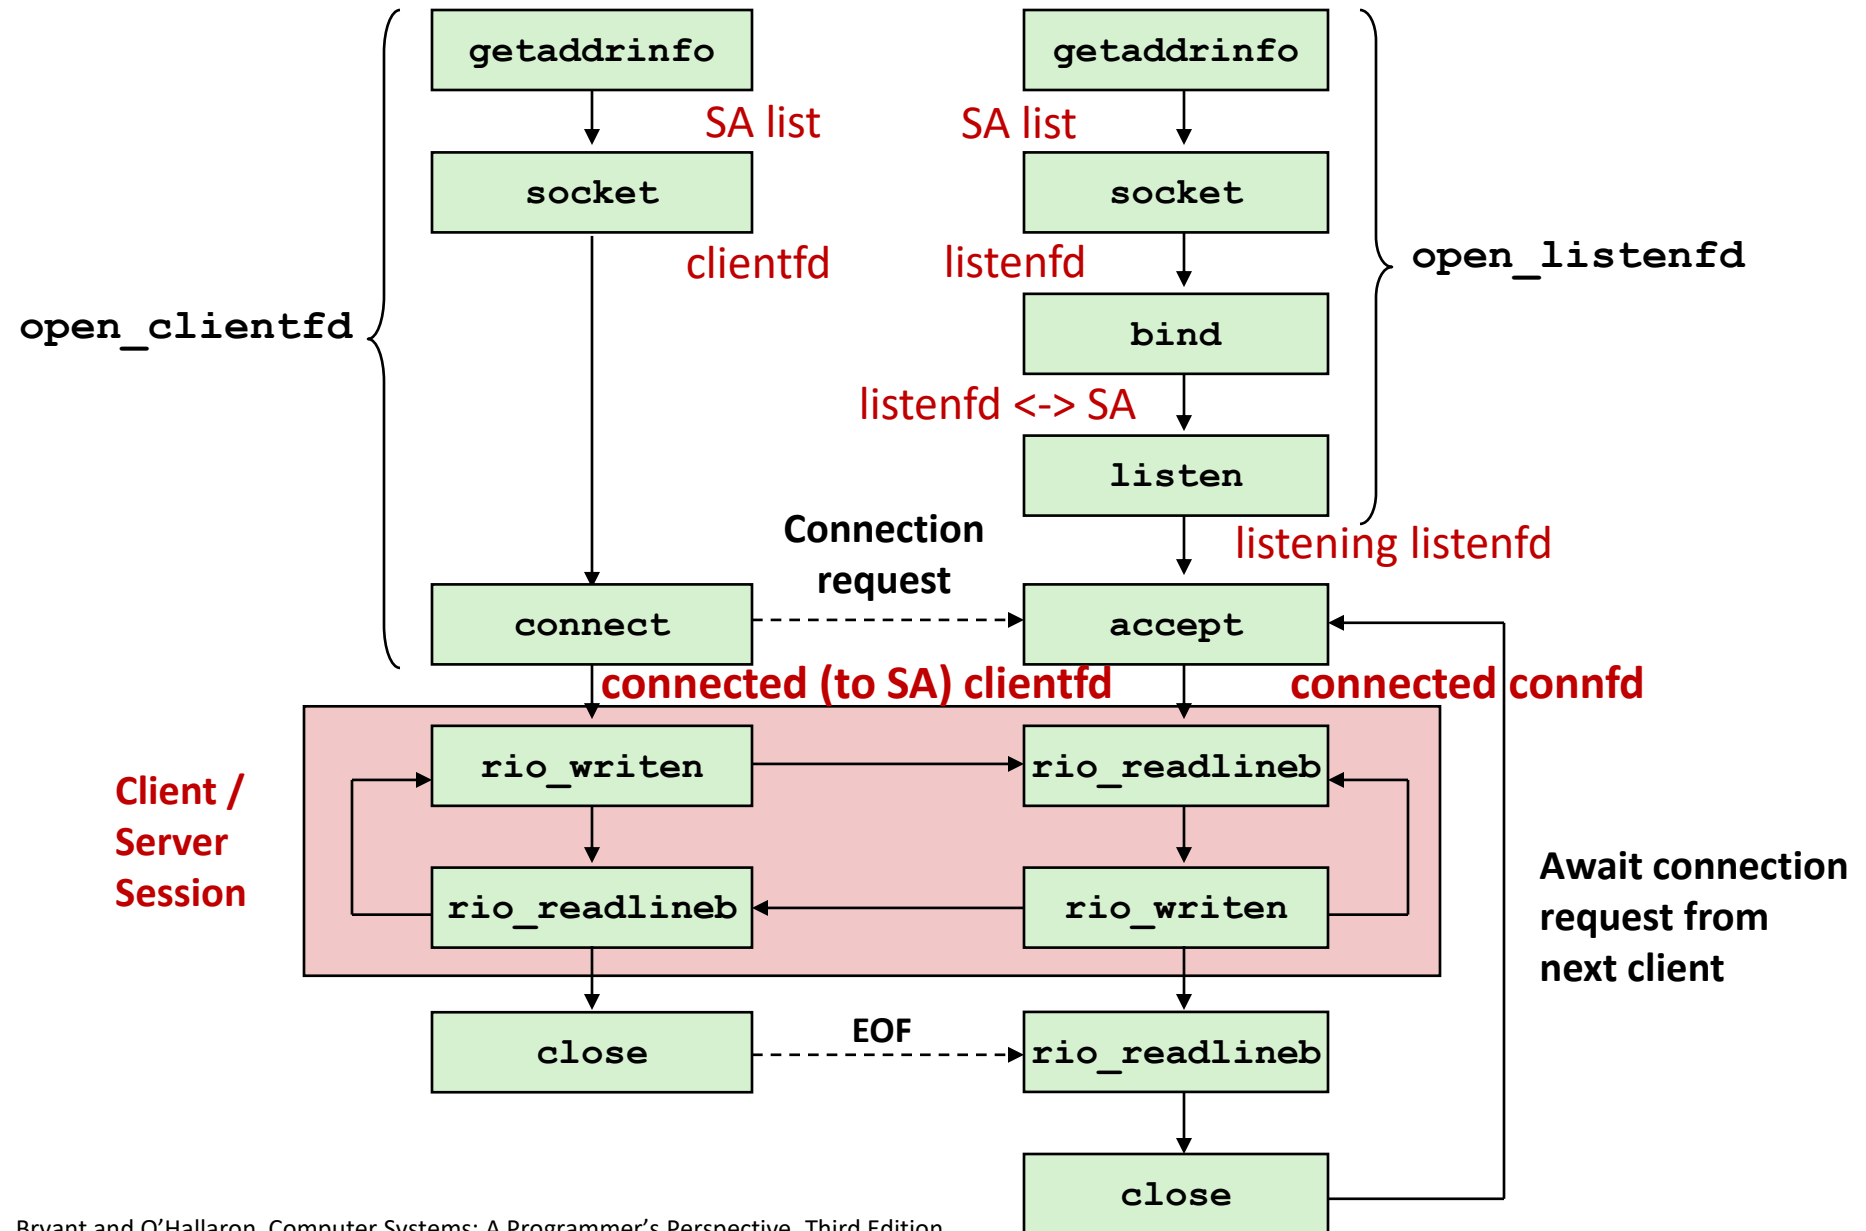 getaddrinfo
getaddrinfo
SA list
SA list
socket
socket
clientfd
listenfd
open_listenfd
open_clientfd
bind
listenfd <-> SA
listen
Connection
request
listening listenfd
connect
accept
connected (to SA) clientfd
connected connfd
Client /
Server
Session
rio_writen
rio_readlineb
rio_readlineb
rio_writen
Await connection
request from
next client
close
EOF
rio_readlineb
close
Bryant and O'Hallaron, Computer Systems: A Programmer's Perspective, Third Edition